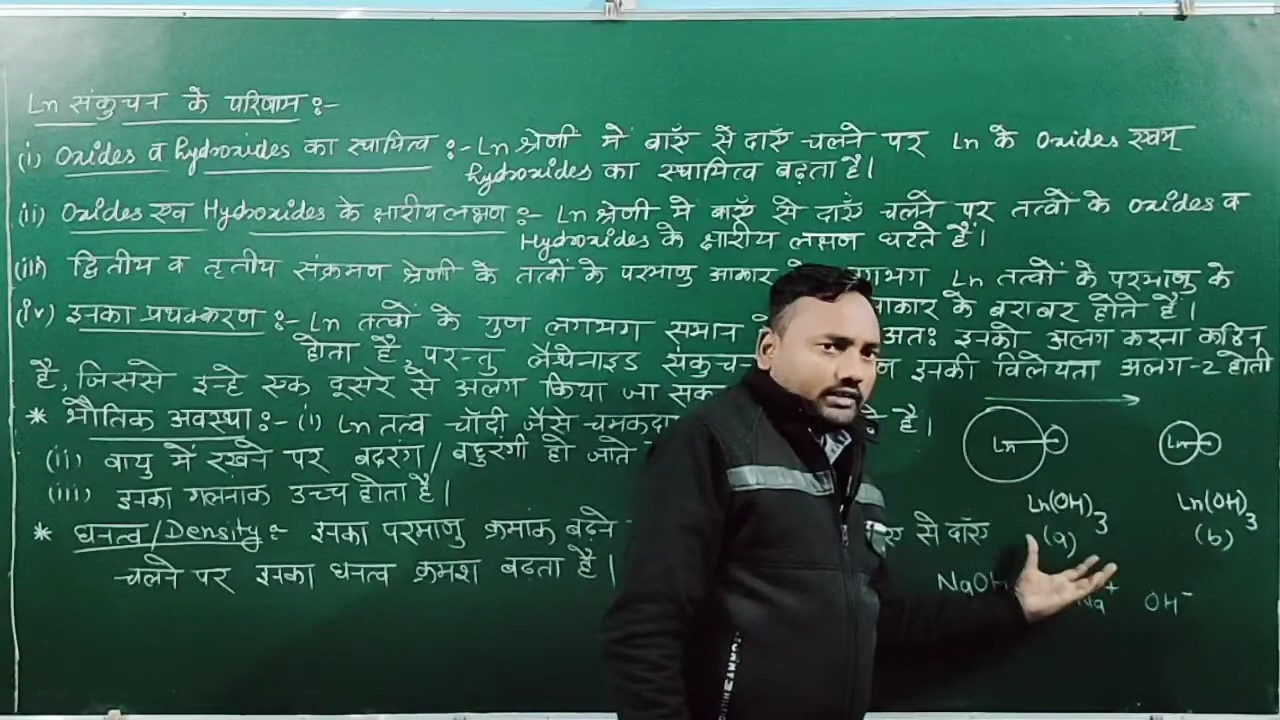 Ln संकुचन के परिणाम :-
(i) Oxides व hydroxides का स्थायित्व :- Ln श्रेणी में बाएँ से दाएँ चलने पर Ln के Oxides एवम्
hydroxides का स्थायित्व बढ़ता है।
(ii) Oxides एवं Hydroxides के क्षारीय लक्षण :- Ln श्रेणी में बाएँ से दाएँ चलने पर तत्वों के Oxides व
Hydroxides के क्षारीय लक्षण घटते हैं।
(iii) द्वितीय व तृतीय संक्रमण श्रेणी के तत्वों के परमाणु आकार Ln तत्वों के परमाणु के
आकार के बराबर होते हैं।
(iv) इनका प्रथक्करण :- Ln तत्वों के गुण लगभग समान अतः इनको अलग करना कठिन
होता है, परन्तु लैंथेनाइड संकुचन इनकी विलेयता अलग-2 होती
है, जिससे इन्हे एक दूसरे से अलग किया जा सक
* भौतिक अवस्था :- (i) Ln तत्व चाँदी जैसे चमकदा है।
(ii) वायु में रखने पर बदरंग/बहुरंगी हो जाते
(iii) इनका गलनांक उच्च होता है।
* घनत्व/Density :- इनका परमाणु क्रमांक बढ़ने से दाएँ
चलने पर इनका घनत्व क्रमश बढता है।
Ln Ln
Ln(OH)3 Ln(OH)3
(a) (b)
NaOH Na+ OH-